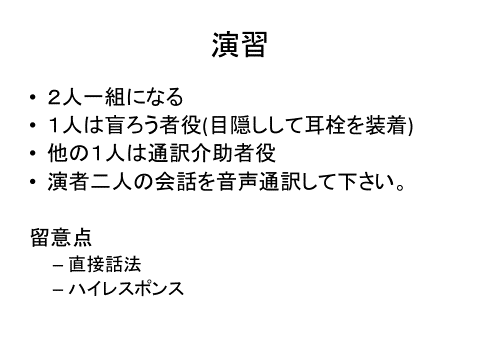 演習
• ２人一組になる
• １人は盲ろう者役(目隠しして耳栓を装着)
• 他の１人は通訳介助者役
• 演者二人の会話を音声通訳して下さい。
留意点
– 直接話法
– ハイレスポンス